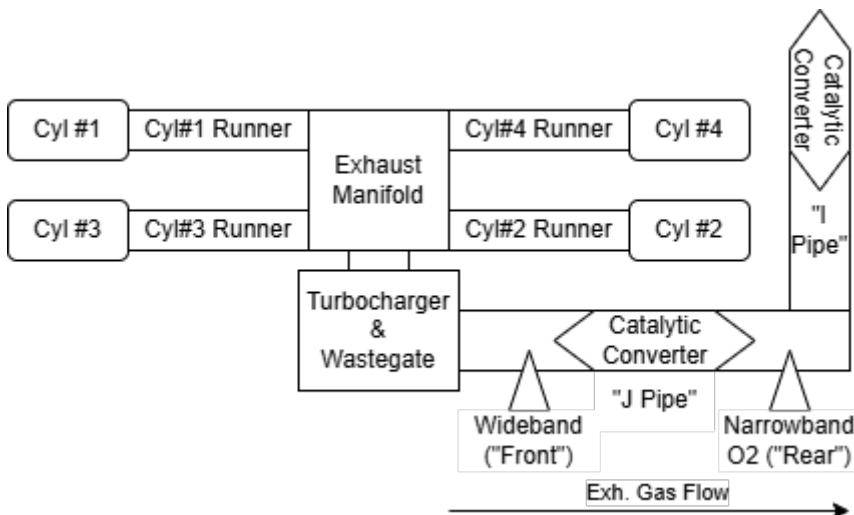 Cyl #1
Cyl#1 Runner
Cyl#4 Runner
Cyl #4
Catalytic
Converter
Exhaust
Manifold
Cyl #3
Cyl#3 Runner
Cyl#2 Runner
Cyl #2
"I
Pipe"
Turbocharger
&
Wastegate
Catalytic
Converter
"J Pipe"
Wideband
("Front")
Narrowband
O2 ("Rear")
Exh. Gas Flow